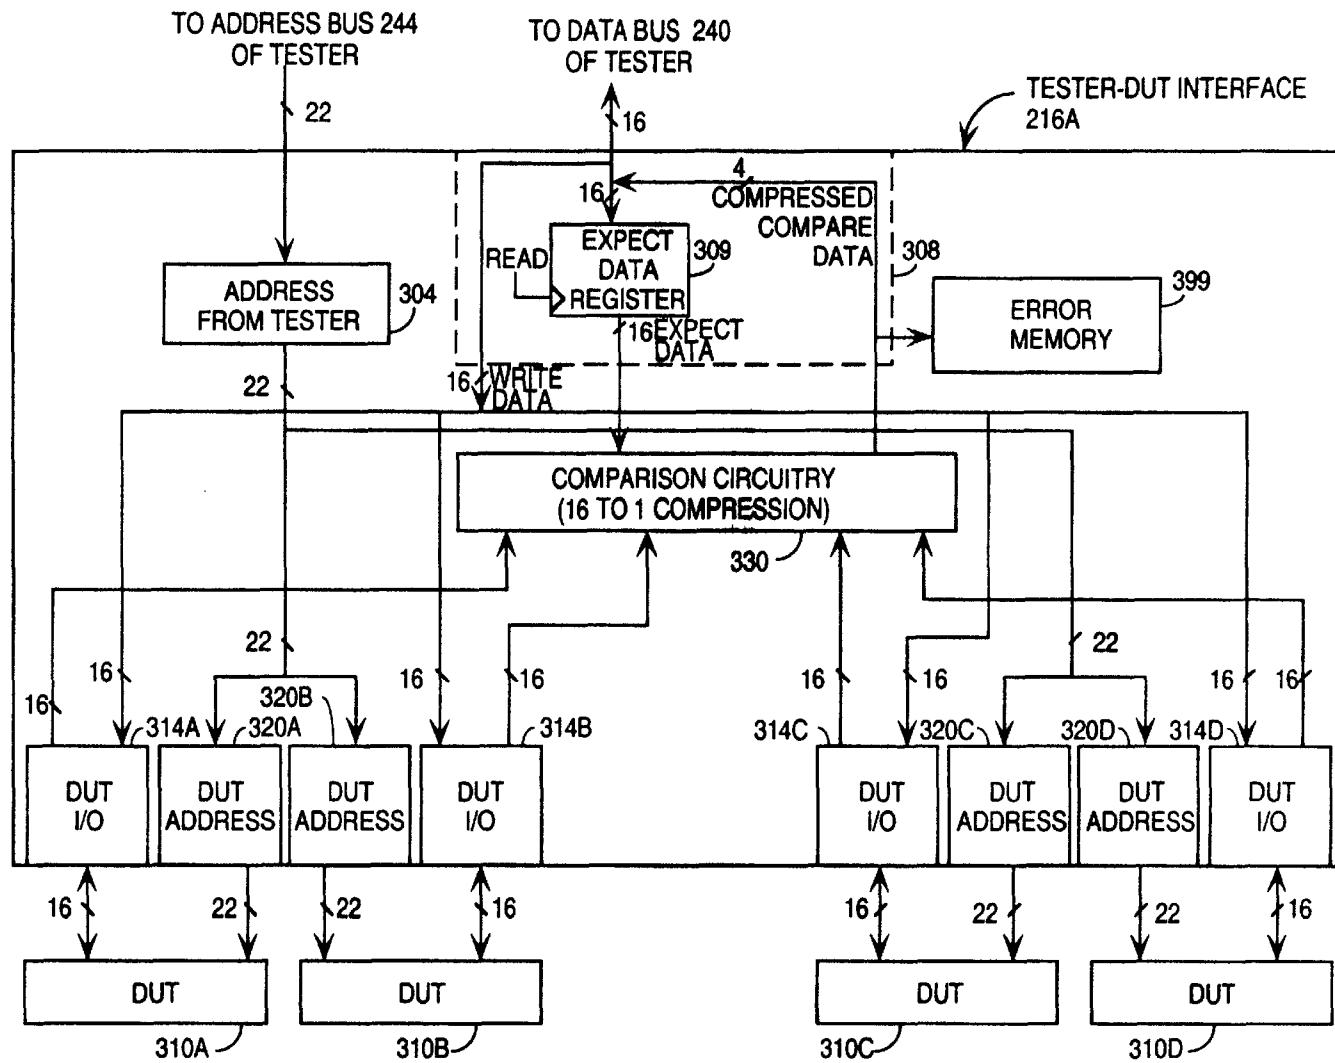 TO ADDRESS BUS 244
OF TESTER
TO DATA BUS 240
OF TESTER
TESTER-DUT INTERFACE
216A
22
16
4
16
COMPRESSED
COMPARE
DATA
EXPECT
DATA
REGISTER
READ
309
308
399
ADDRESS
FROM TESTER
304
ERROR
MEMORY
16
EXPECT
DATA
22
16
WRITE
DATA
COMPARISON CIRCUITRY
(16 TO 1 COMPRESSION)
330
22
22
16
16
16
16
16
16
16
16
320B
314A
320A
314B
314C
320C
320D
314D
DUT
I/O
DUT
ADDRESS
DUT
ADDRESS
DUT
I/O
DUT
I/O
DUT
ADDRESS
DUT
ADDRESS
DUT
I/O
16
22
22
16
16
22
22
16
DUT
DUT
DUT
DUT
310A
310B
310C
310D